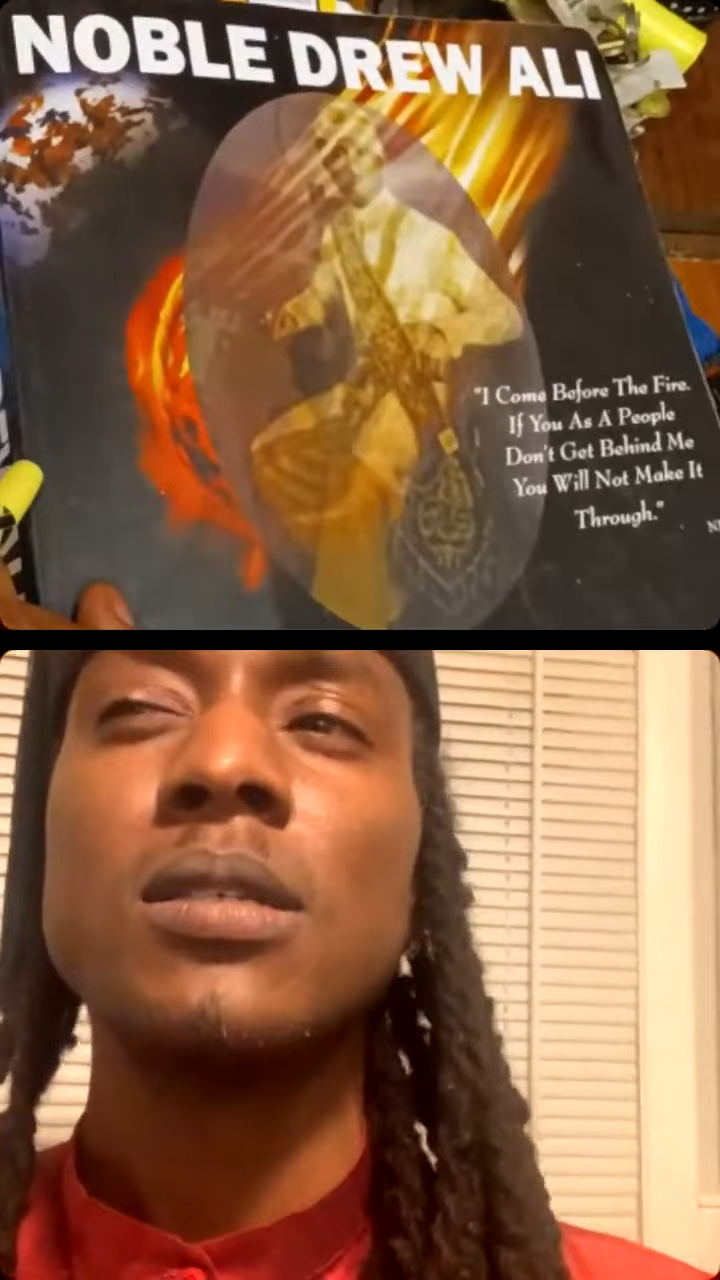 NOBLE DREW ALI
"I Come Before The Fire.
If You As A People
Don't Get Behind Me
You Will Not Make It
Through."